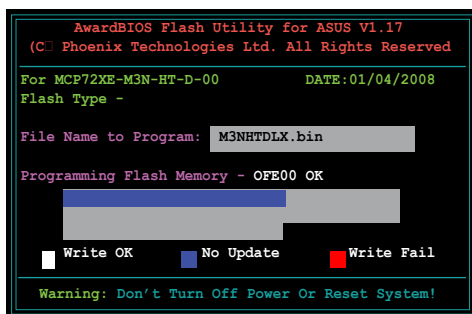 AwardBIOS Flash Utility for ASUS V1.17
(C□ Phoenix Technologies Ltd. All Rights Reserved
For MCP72XE-M3N-HT-D-00 DATE:01/04/2008
Flash Type -
File Name to Program: M3NHTDLX.bin
Programming Flash Memory - OFE00 OK
Write OK No Update Write Fail
Warning: Don't Turn Off Power Or Reset System!